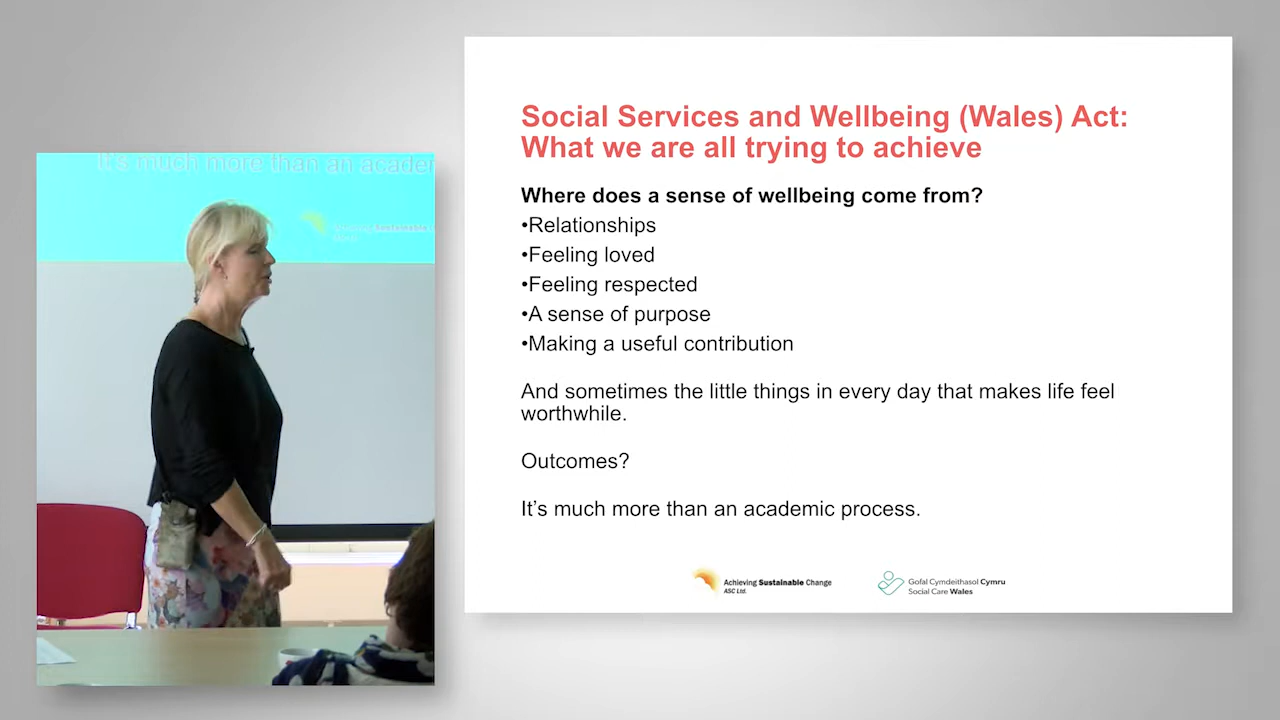 It's much more than an academ
Social Services and Wellbeing (Wales) Act:
What we are all trying to achieve
Where does a sense of wellbeing come from?
•Relationships
•Feeling loved
•Feeling respected
•A sense of purpose
•Making a useful contribution
And sometimes the little things in every day that makes life feel
worthwhile.
Outcomes?
It's much more than an academic process.
Achieving Sustainable Change
ASC Ltd.
Gofal Cymdeithasol Cymru
Social Care Wales